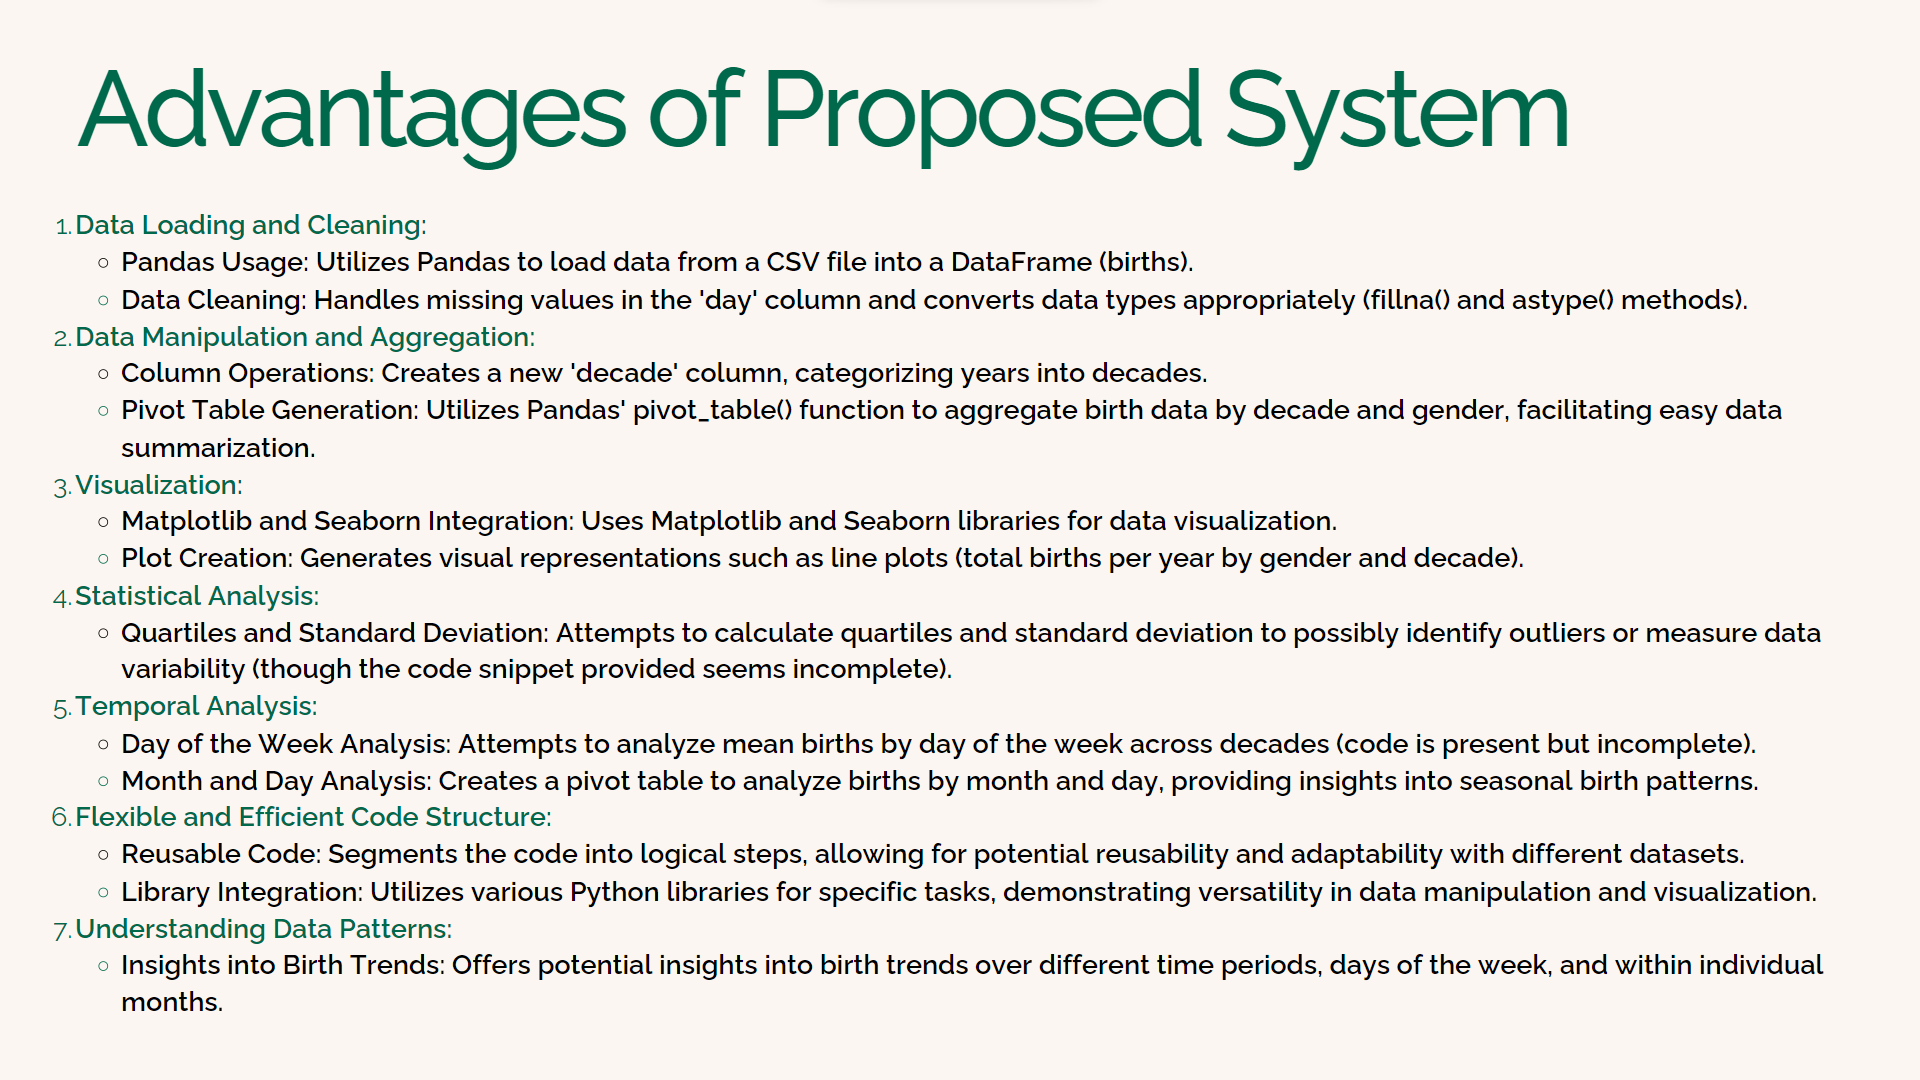 Advantages of Proposed System
1. Data Loading and Cleaning:
○ Pandas Usage: Utilizes Pandas to load data from a CSV file into a DataFrame (births).
○ Data Cleaning: Handles missing values in the 'day' column and converts data types appropriately (fillna() and astype() methods).
2. Data Manipulation and Aggregation:
○ Column Operations: Creates a new 'decade' column, categorizing years into decades.
○ Pivot Table Generation: Utilizes Pandas' pivot_table() function to aggregate birth data by decade and gender, facilitating easy data
summarization.
3. Visualization:
○ Matplotlib and Seaborn Integration: Uses Matplotlib and Seaborn libraries for data visualization.
○ Plot Creation: Generates visual representations such as line plots (total births per year by gender and decade).
4. Statistical Analysis:
○ Quartiles and Standard Deviation: Attempts to calculate quartiles and standard deviation to possibly identify outliers or measure data
variability (though the code snippet provided seems incomplete).
5. Temporal Analysis:
○ Day of the Week Analysis: Attempts to analyze mean births by day of the week across decades (code is present but incomplete).
○ Month and Day Analysis: Creates a pivot table to analyze births by month and day, providing insights into seasonal birth patterns.
6. Flexible and Efficient Code Structure:
○ Reusable Code: Segments the code into logical steps, allowing for potential reusability and adaptability with different datasets.
○ Library Integration: Utilizes various Python libraries for specific tasks, demonstrating versatility in data manipulation and visualization.
7. Understanding Data Patterns:
○ Insights into Birth Trends: Offers potential insights into birth trends over different time periods, days of the week, and within individual
months.